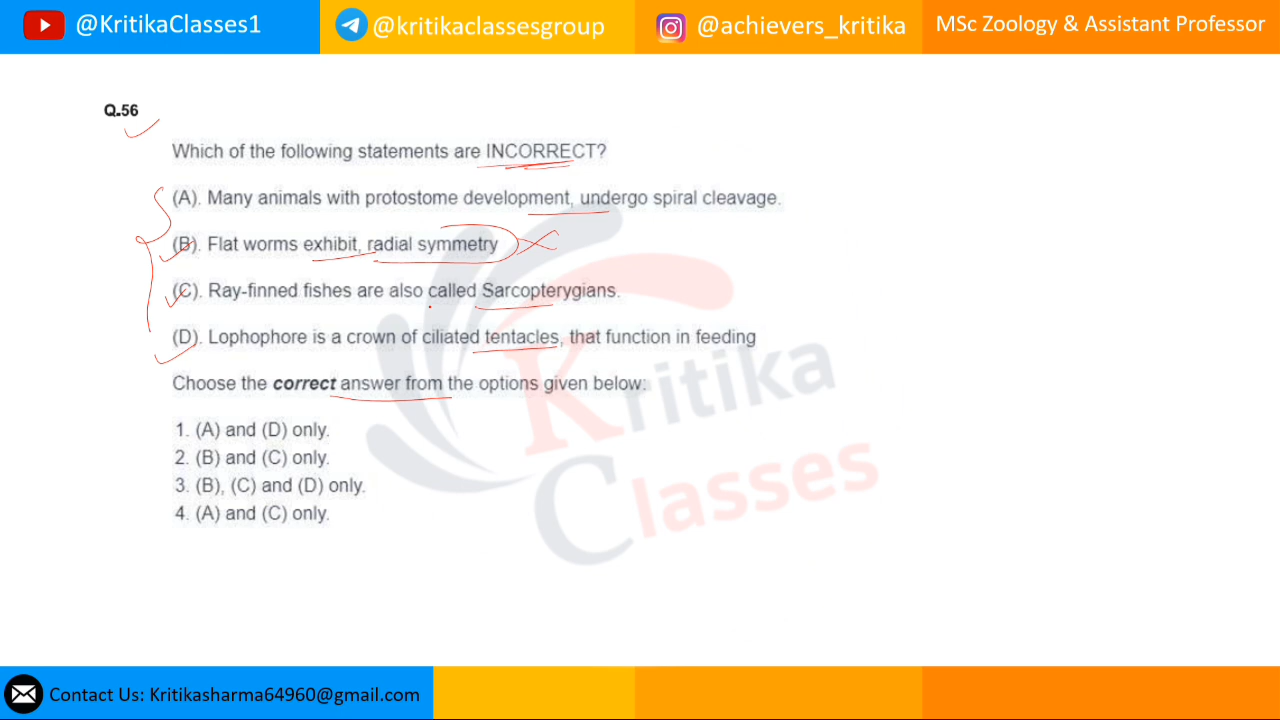 @KritikaClasses1
@kritikaclassesgroup
@achievers_kritika
MSc Zoology & Assistant Professor
Q.56
Which of the following statements are INCORRECT?
(A). Many animals with protostome development, undergo spiral cleavage.
(B). Flat worms exhibit, radial symmetry
(C). Ray-finned fishes are also called Sarcopterygians.
(D). Lophophore is a crown of ciliated tentacles, that function in feeding
Choose the correct answer from the options given below:
1. (A) and (D) only.
2. (B) and (C) only.
3. (B), (C) and (D) only.
4. (A) and (C) only.
Kritika
Classes
Contact Us: Kritikasharma64960@gmail.com